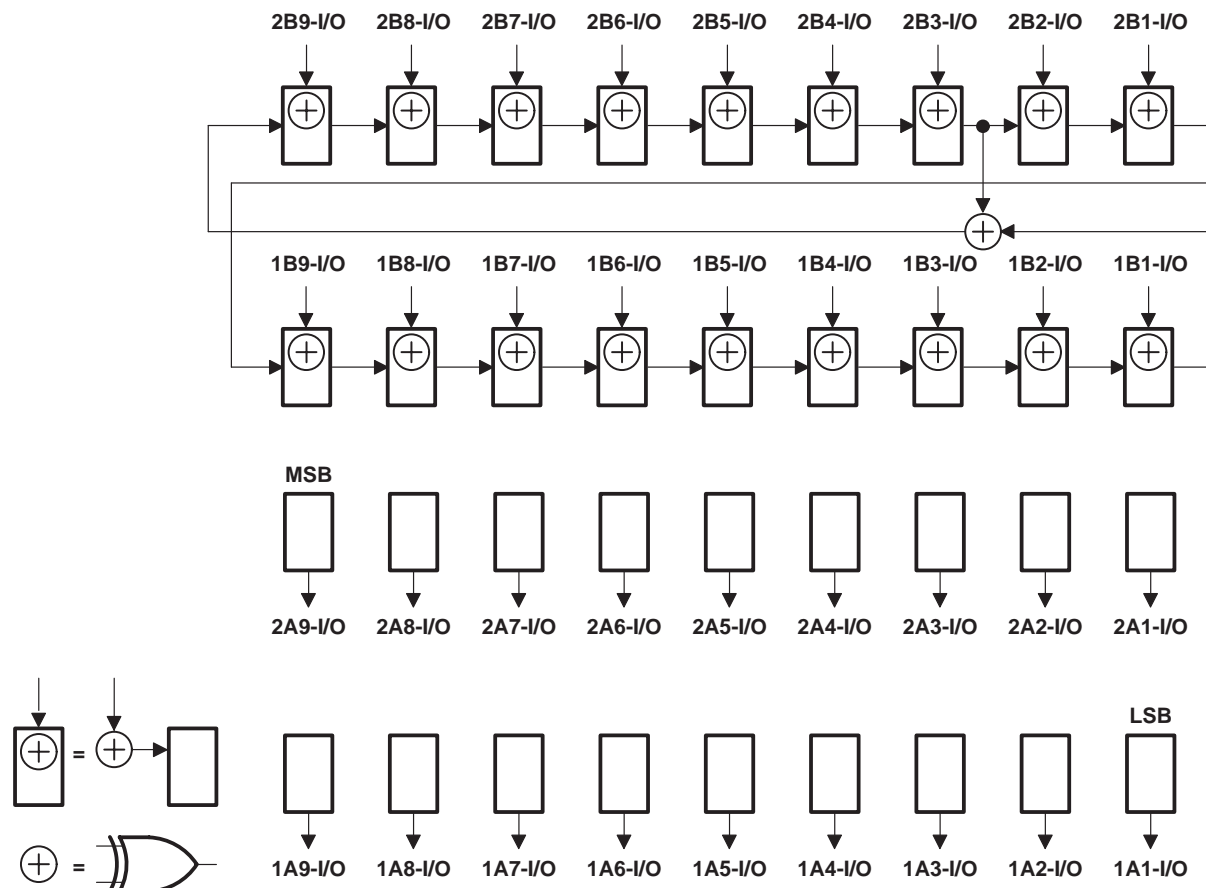 2B9-I/O 2B8-I/O 2B7-I/O 2B6-I/O 2B5-I/O 2B4-I/O 2B3-I/O 2B2-I/O 2B1-I/O
1B9-I/O 1B8-I/O 1B7-I/O 1B6-I/O 1B5-I/O 1B4-I/O 1B3-I/O 1B2-I/O 1B1-I/O
MSB
2A9-I/O 2A8-I/O 2A7-I/O 2A6-I/O 2A5-I/O 2A4-I/O 2A3-I/O 2A2-I/O 2A1-I/O
LSB
=
=
1A9-I/O 1A8-I/O 1A7-I/O 1A6-I/O 1A5-I/O 1A4-I/O 1A3-I/O 1A2-I/O 1A1-I/O